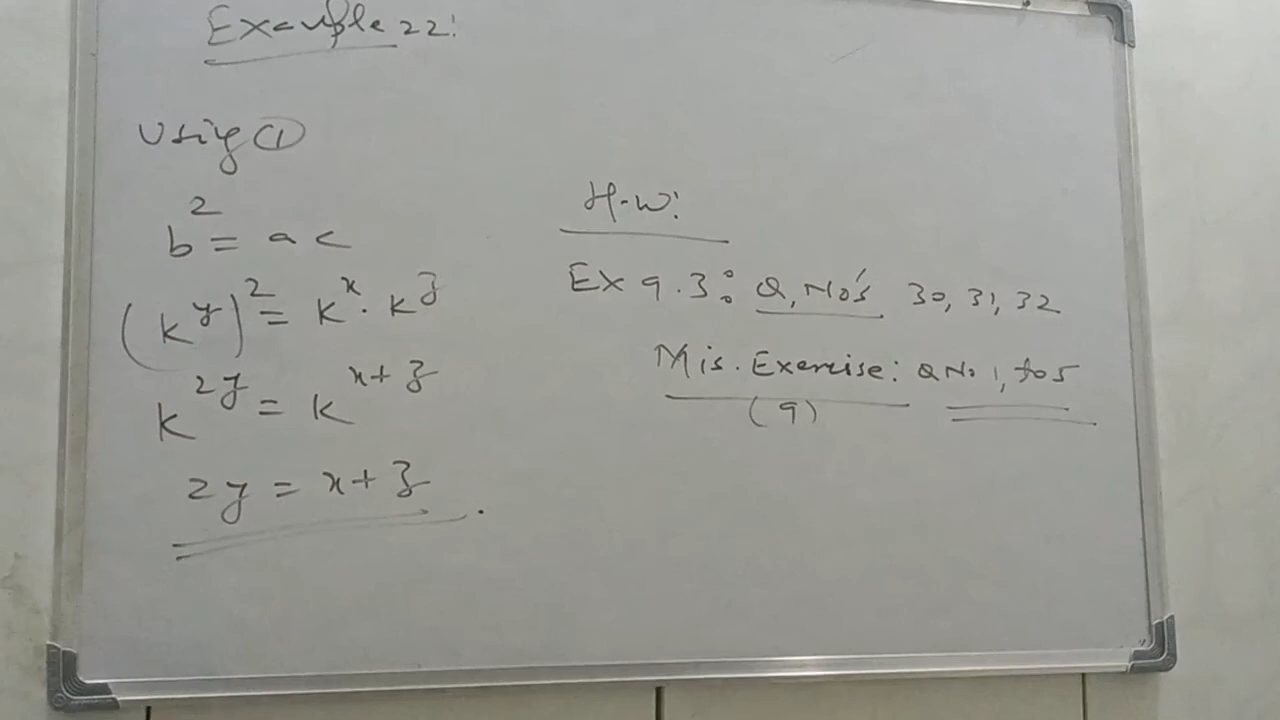 Example 22:
Using ①
b² = ac
(k^y)² = k^x · k^z
k^2y = k^x+z
2y = x+z.
H.W:
Ex 9.3: Q.No's 30, 31, 32
Mis. Exercise: Q No 1, to 5
(9)